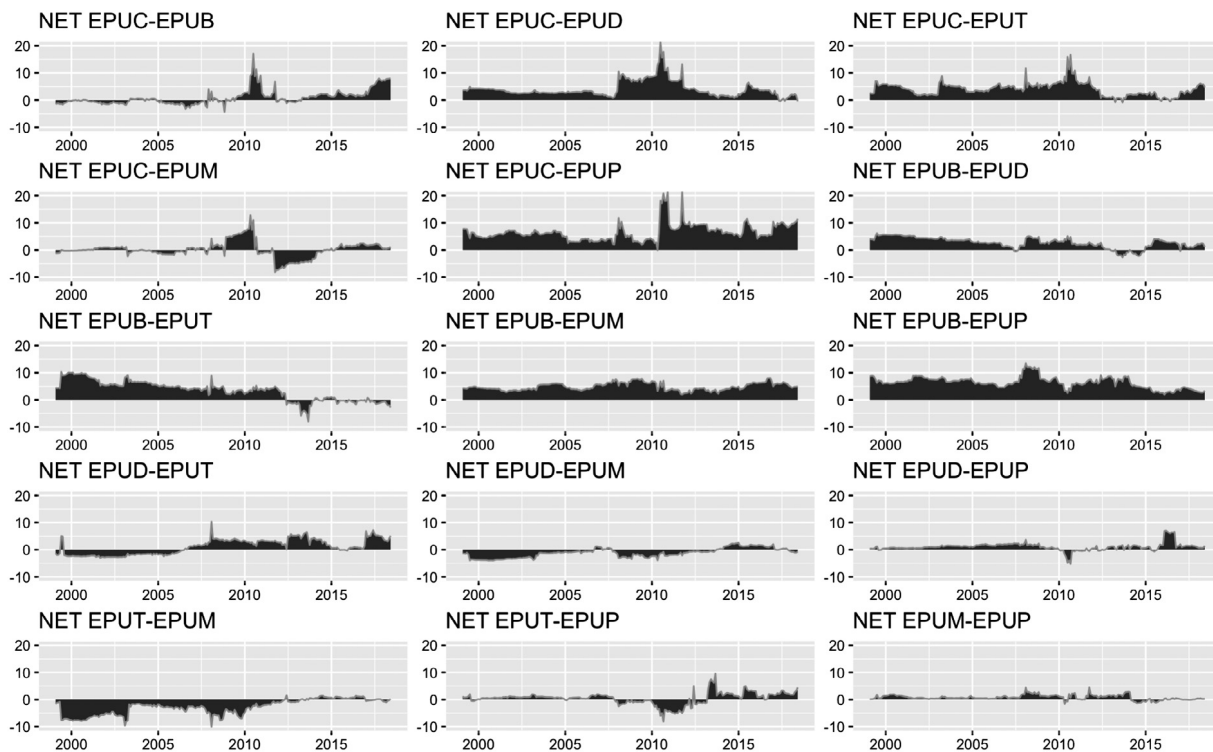 NET EPUC-EPUB NET EPUC-EPUD NET EPUC-EPUT
20 20 20
10 10 10
0 0 0
-10 -10 -10
2000 2005 2010 2015 2000 2005 2010 2015 2000 2005 2010 2015
NET EPUC-EPUM NET EPUC-EPUP NET EPUB-EPUD
20 20 20
10 10 10
0 0 0
-10 -10 -10
2000 2005 2010 2015 2000 2005 2010 2015 2000 2005 2010 2015
NET EPUB-EPUT NET EPUB-EPUM NET EPUB-EPUP
20 20 20
10 10 10
0 0 0
-10 -10 -10
2000 2005 2010 2015 2000 2005 2010 2015 2000 2005 2010 2015
NET EPUD-EPUT NET EPUD-EPUM NET EPUD-EPUP
20 20 20
10 10 10
0 0 0
-10 -10 -10
2000 2005 2010 2015 2000 2005 2010 2015 2000 2005 2010 2015
NET EPUT-EPUM NET EPUT-EPUP NET EPUM-EPUP
20 20 20
10 10 10
0 0 0
-10 -10 -10
2000 2005 2010 2015 2000 2005 2010 2015 2000 2005 2010 2015